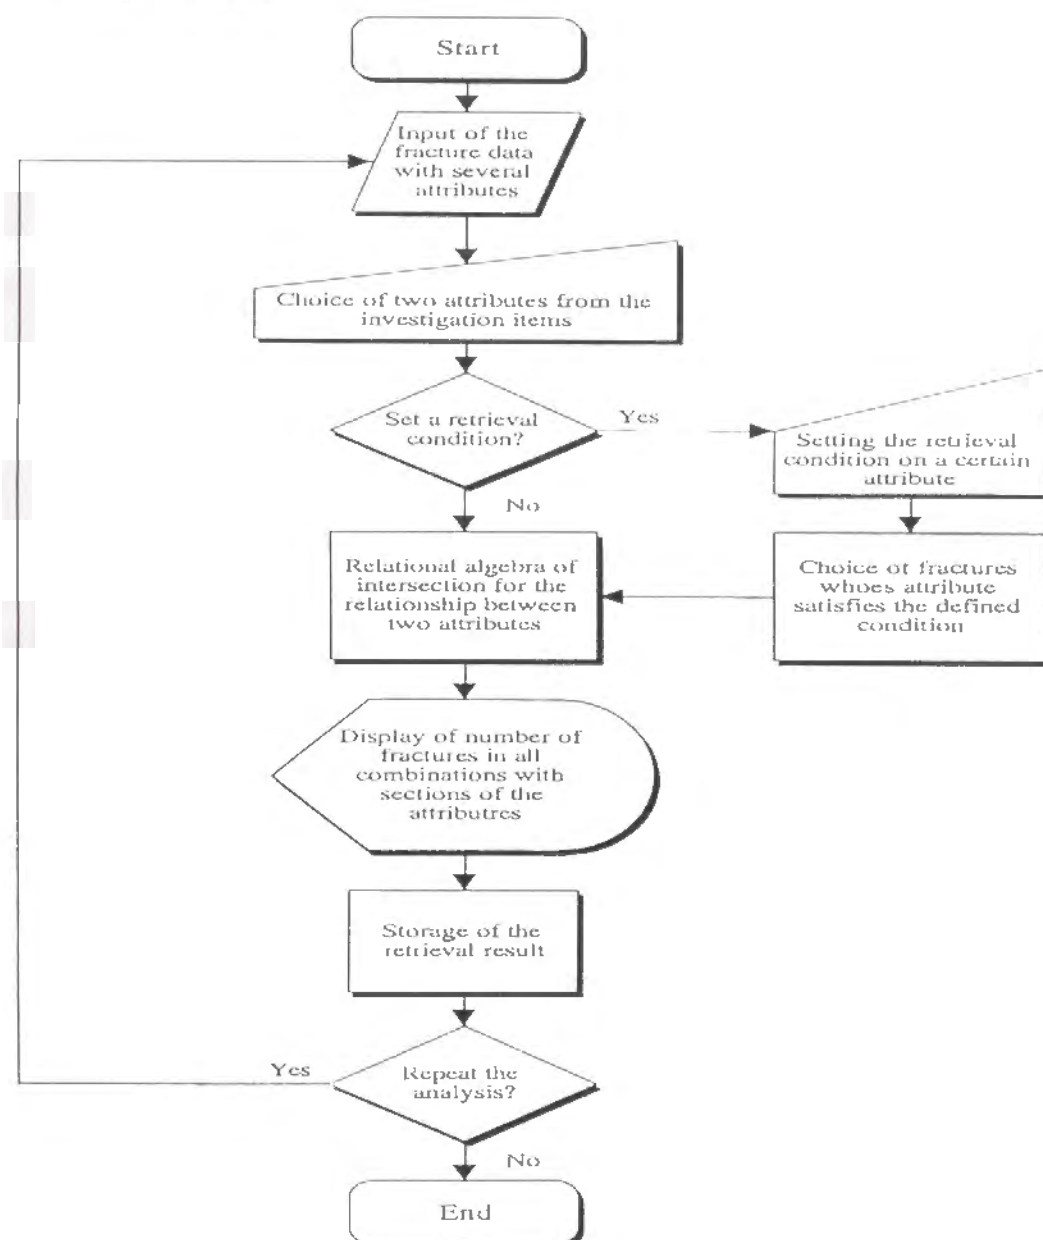 Start
Input of the
fracture data
with several
attributes
Choice of two attributes from the
investigation items
Set a retrieval
condition?
Yes
Setting the retrieval
condition on a certain
attribute
No
Relational algebra of
intersection for the
relationship between
two attributes
Choice of fractures
whoes attribute
satisfies the defined
condition
Display of number of
fractures in all
combinations with
sections of the
attributres
Storage of the
retrieval result
Yes
Repeat the
analysis?
No
End